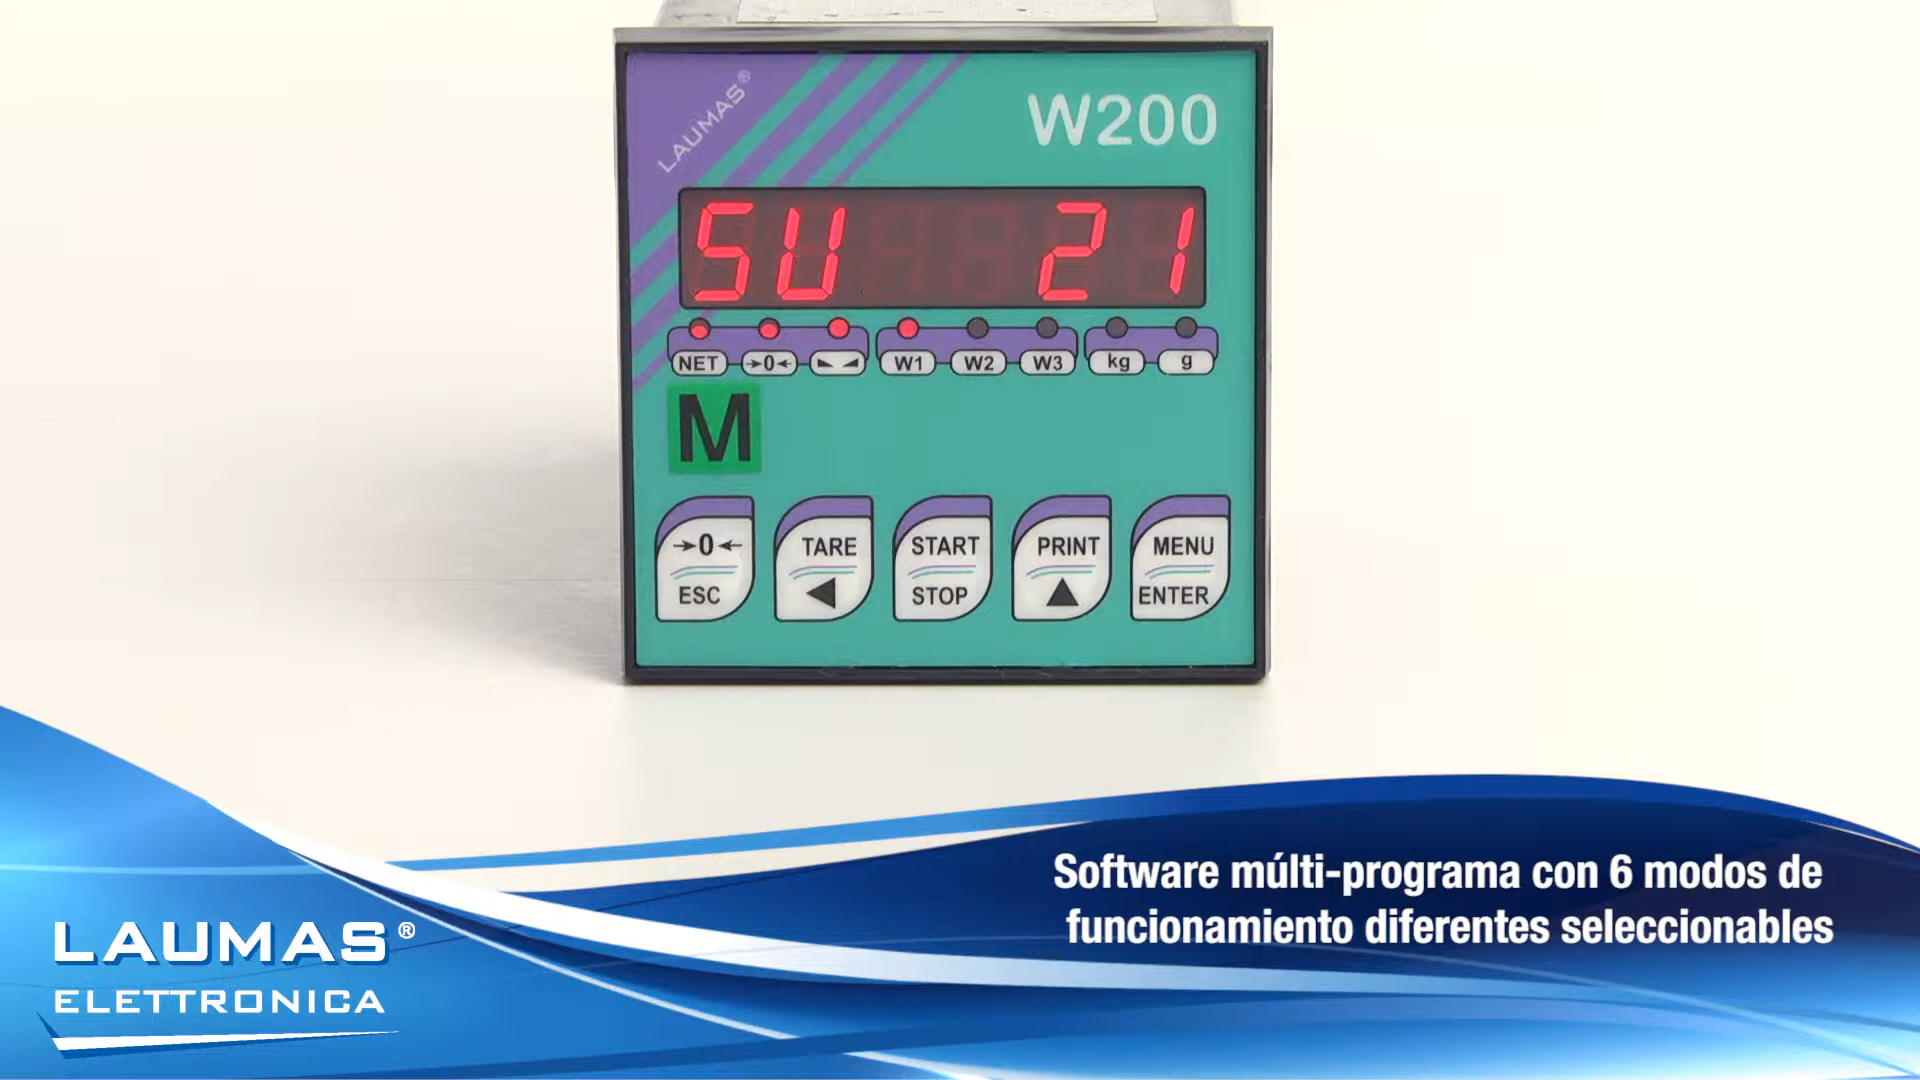 LAUMAS®
W200
SU 21
NET →0← W1 W2 W3 kg g
M
→0← TARE START PRINT MENU
ESC STOP ENTER
Software múlti-programa con 6 modos de
funcionamiento diferentes seleccionables
LAUMAS®
ELETTRONICA